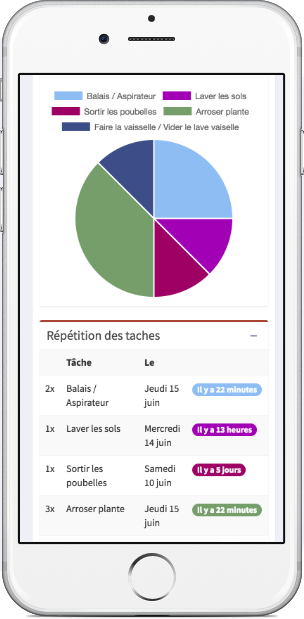 Balais / Aspirateur Laver les sols
Sortir les poubelles Arroser plante
Faire la vaisselle / Vider le lave vaiselle
Répétition des taches −
Tâche Le
2x Balais / Jeudi 15 Il y a 22 minutes
Aspirateur juin
1x Laver les sols Mercredi Il y a 13 heures
14 juin
1x Sortir les Samedi Il y a 5 jours
poubelles 10 juin
3x Arroser plante Jeudi 15 Il y a 22 minutes
juin